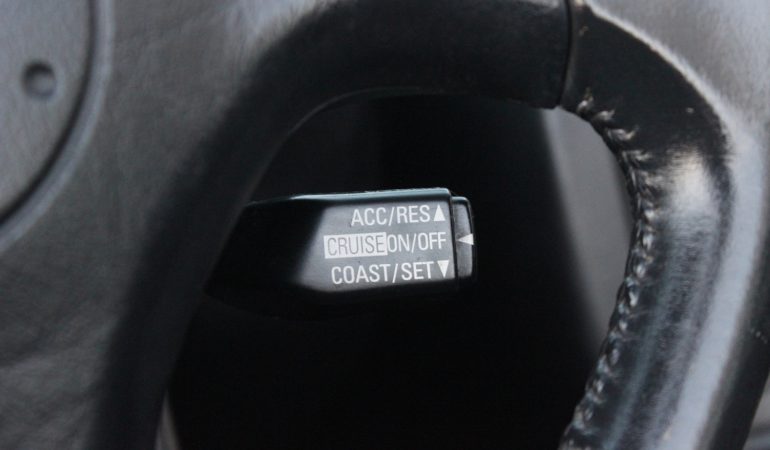 ACC/RES▲
CRUISE ON/OFF ◀
COAST/SET▼